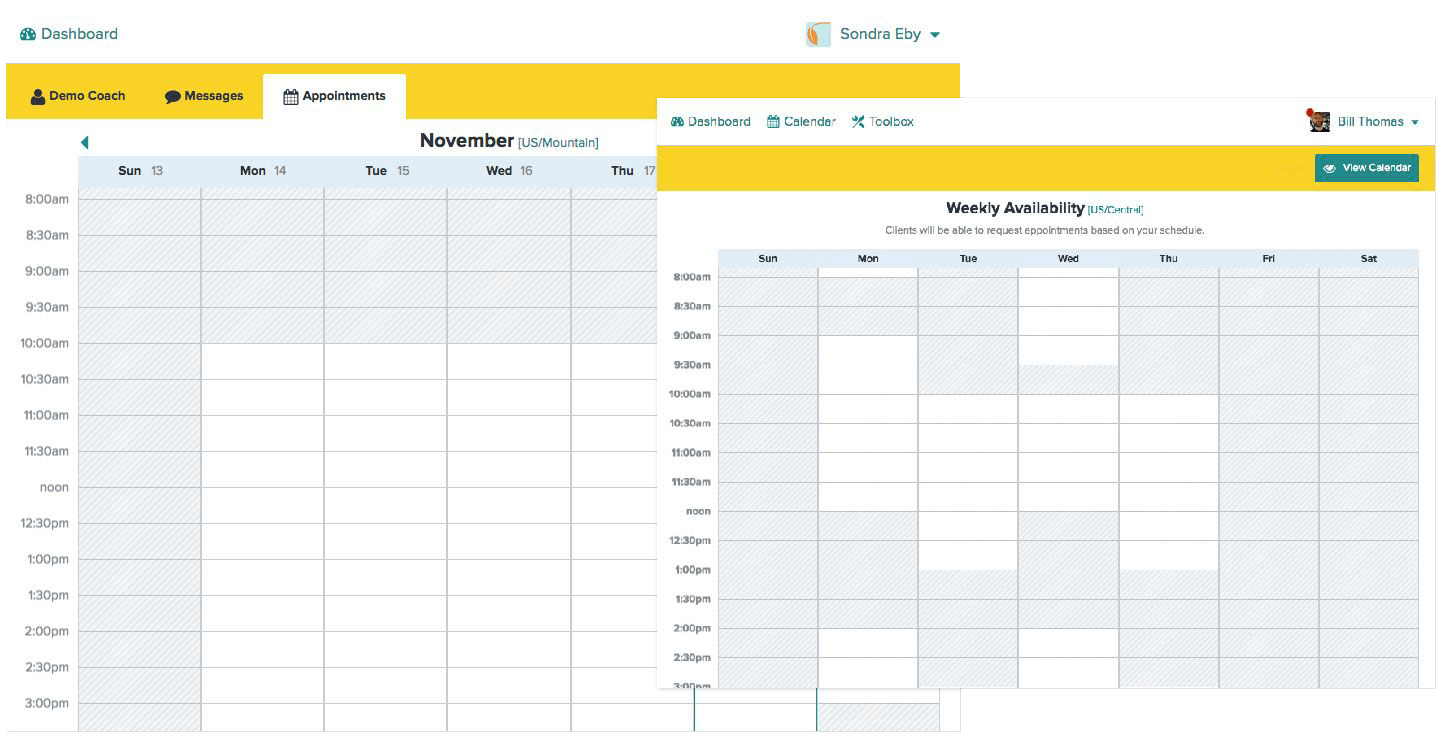 Dashboard
Sondra Eby
Demo Coach Messages Appointments
November [US/Mountain]
Sun 13 Mon 14 Tue 15 Wed 16 Thu 17
8:00am
8:30am
9:00am
9:30am
10:00am
10:30am
11:00am
11:30am
noon
12:30pm
1:00pm
1:30pm
2:00pm
2:30pm
3:00pm
Dashboard Calendar Toolbox
Bill Thomas
View Calendar
Weekly Availability [US/Central]
Clients will be able to request appointments based on your schedule.
Sun Mon Tue Wed Thu Fri Sat
8:00am
8:30am
9:00am
9:30am
10:00am
10:30am
11:00am
11:30am
noon
12:30pm
1:00pm
1:30pm
2:00pm
2:30pm
3:00pm